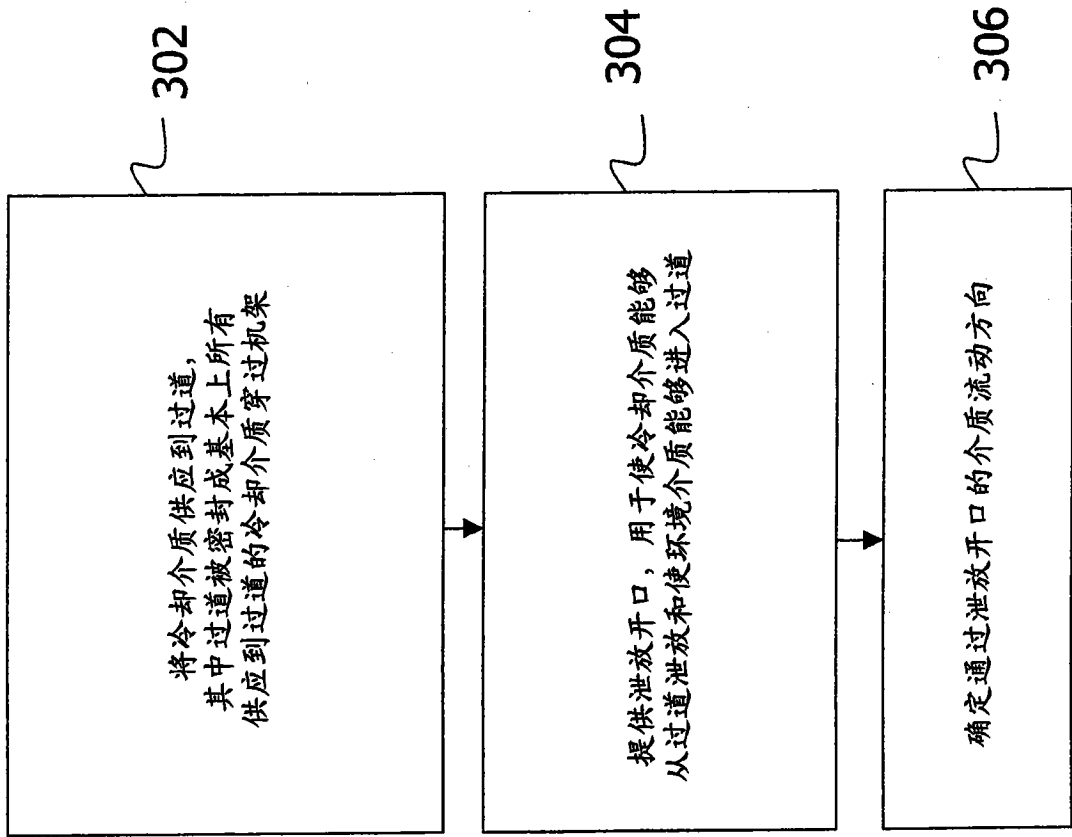 302
将冷却介质供应到过道,
其中过道被密封成基本上所有
供应到过道的冷却介质穿过机架
304
提供泄放开口, 用于使冷却介质能够
从过道泄放和使环境介质能够进入过道
306
确定通过泄放开口的介质流动方向